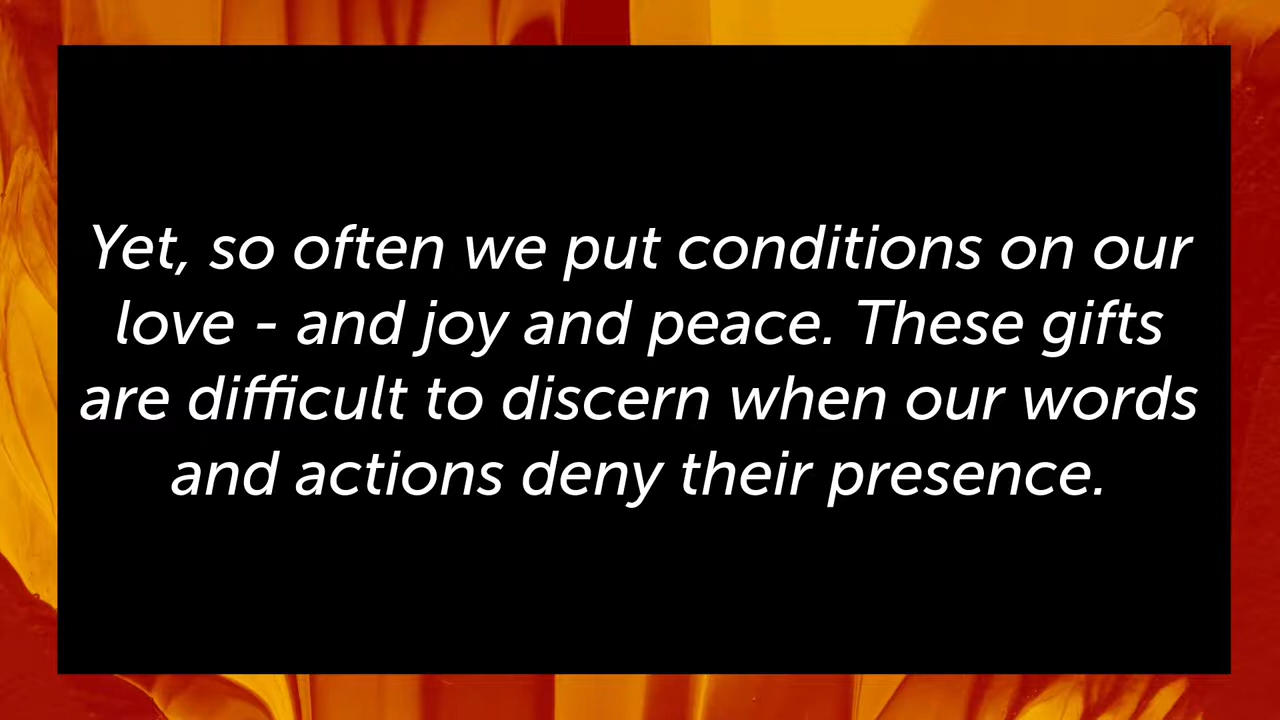 Yet, so often we put conditions on our
love - and joy and peace. These gifts
are difficult to discern when our words
and actions deny their presence.